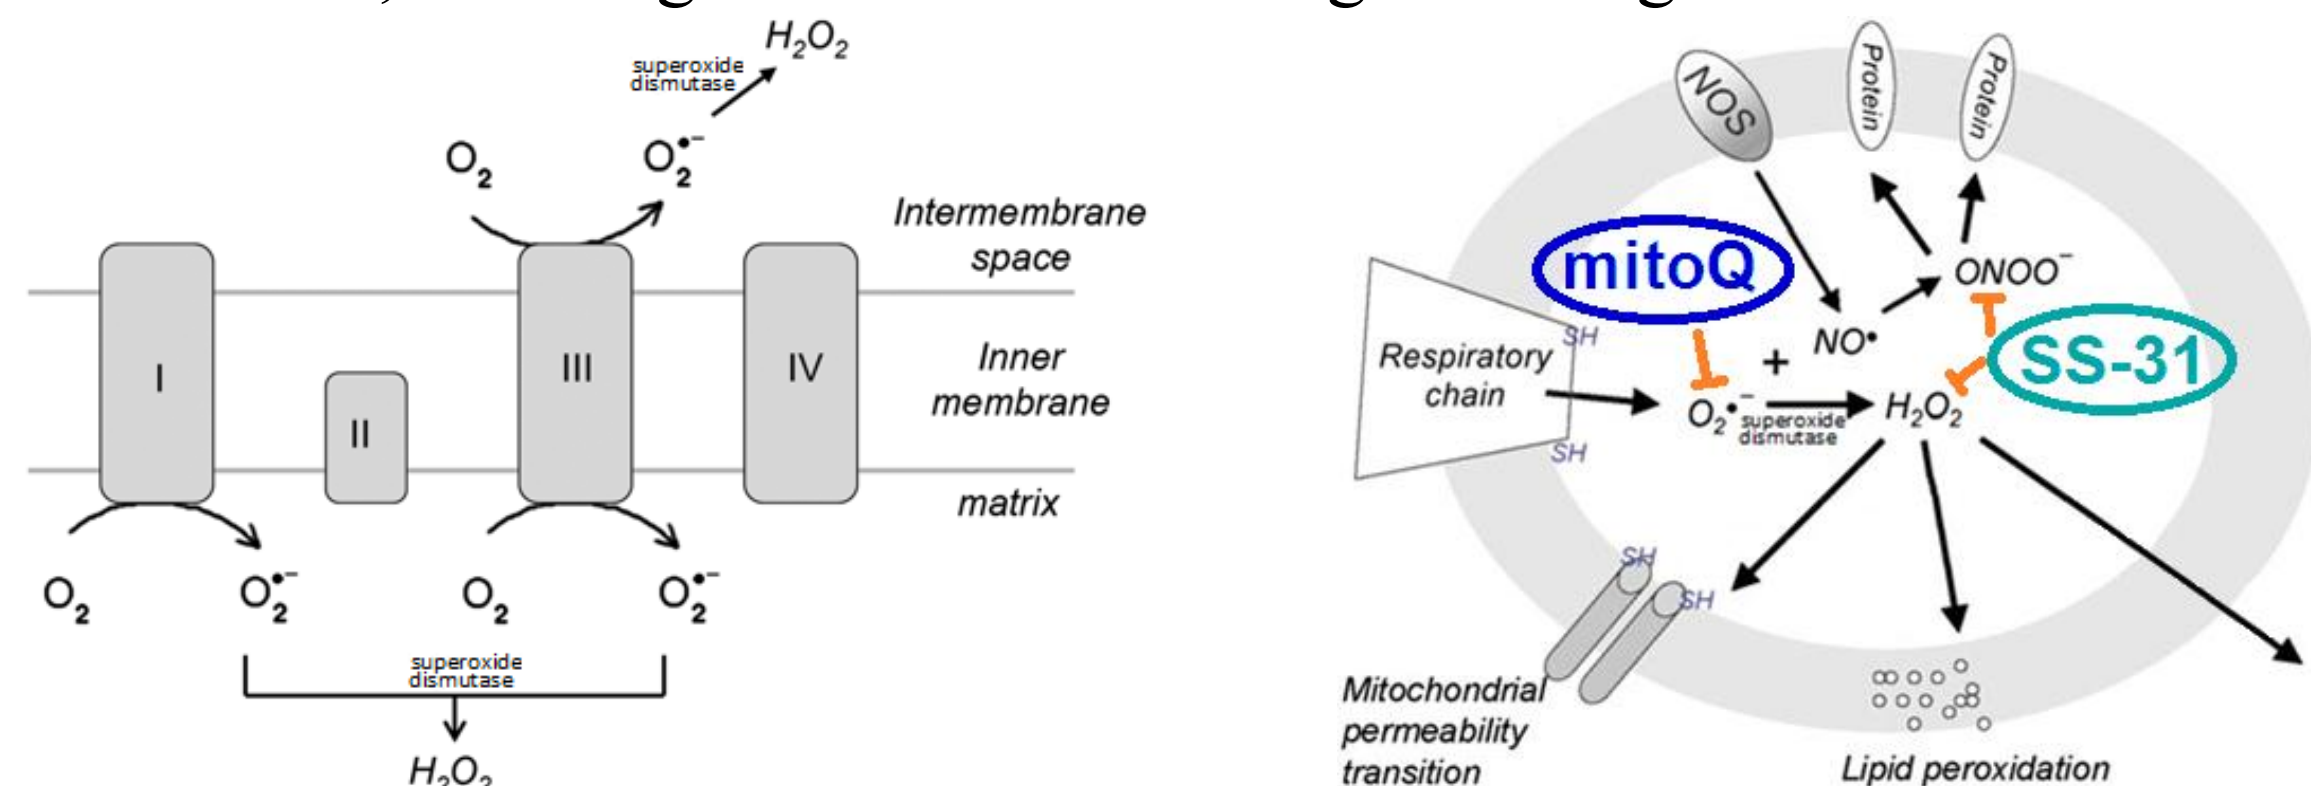 H₂O₂
superoxide
dismutase
O₂
O₂•−
Intermembrane
space
I
II
III
IV
Inner
membrane
matrix
O₂
O₂•−
O₂
O₂•−
superoxide
dismutase
H₂O₂
NOS
Protein
Protein
mitoQ
ONOO−
SH
NO•
SS-31
Respiratory
chain
+
O₂•−
superoxide
dismutase
H₂O₂
SH
SH
SH
Mitochondrial
permeability
transition
Lipid peroxidation